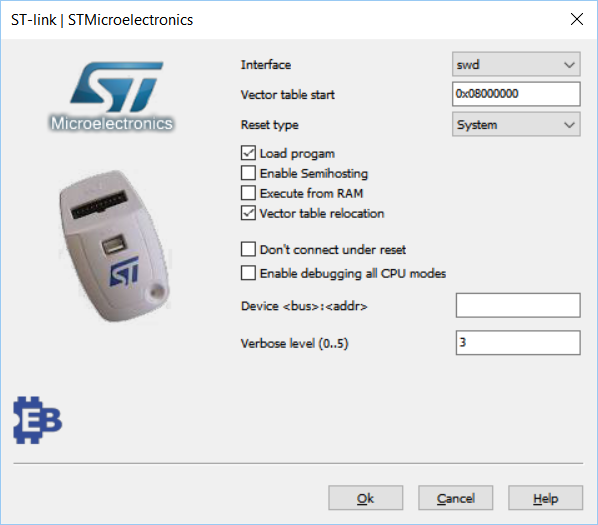 ST-link | STMicroelectronics
Interface swd
Vector table start 0x08000000
Reset type System
ST
Microelectronics
Load progam
Enable Semihosting
Execute from RAM
Vector table relocation
Don't connect under reset
Enable debugging all CPU modes
Device <bus>:<addr>
Verbose level (0..5) 3
ST
EB
Ok Cancel Help